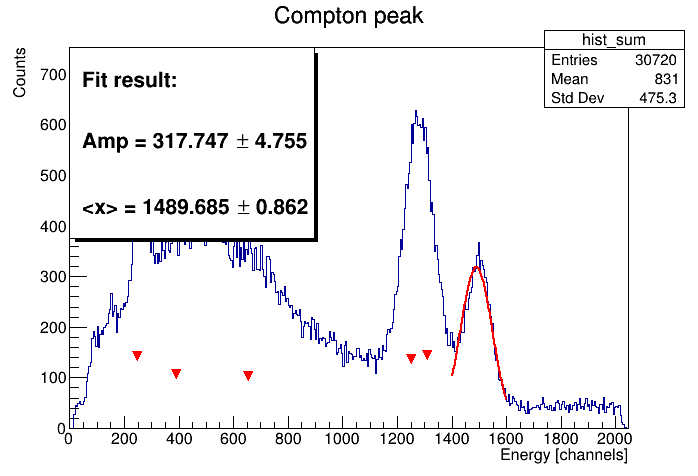 Compton peak
hist_sum
Entries 30720
Mean 831
Std Dev 475.3
Counts
Fit result:
Amp = 317.747 ± 4.755
<x> = 1489.685 ± 0.862
700
600
500
400
300
200
100
0
0 200 400 600 800 1000 1200 1400 1600 1800 2000
Energy [channels]